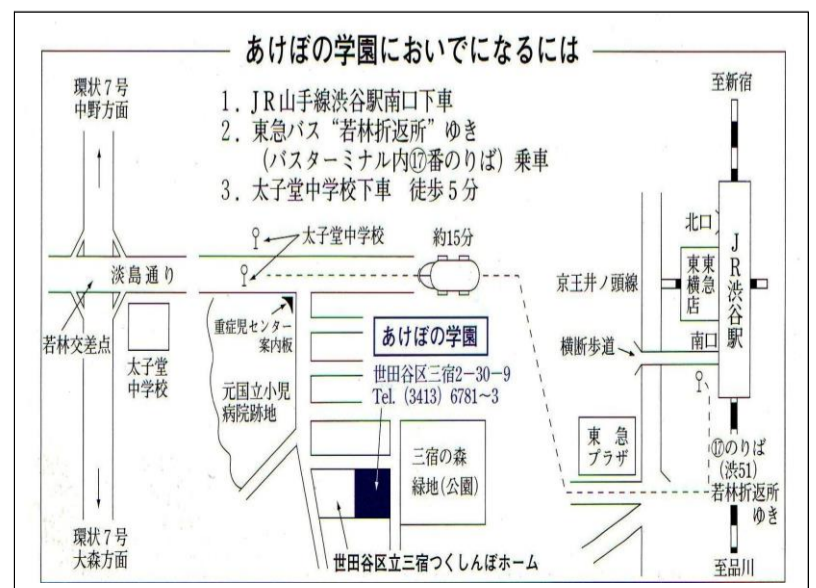 あけぼの学園においでになるには
環状7号
中野方面
1．JR山手線渋谷駅南口下車
2．東急バス“若林折返所”ゆき
（バスターミナル内⑰番のりば）乗車
3．太子堂中学校下車 徒歩5分
至新宿
太子堂中学校
約15分
北口
JR渋谷駅
東急
東横店
淡島通り
京王井ノ頭線
南口
若林交差点
太子堂
中学校
重症児センター
案内板
あけぼの学園
横断歩道
世田谷区三宿2−30−9
Tel. (3413) 6781〜3
元国立小児
病院跡地
東急
プラザ
⑰のりば
(渋51)
若林折返所
ゆき
三宿の森
緑地(公園)
環状7号
大森方面
世田谷区立三宿つくしんぼホーム
至品川